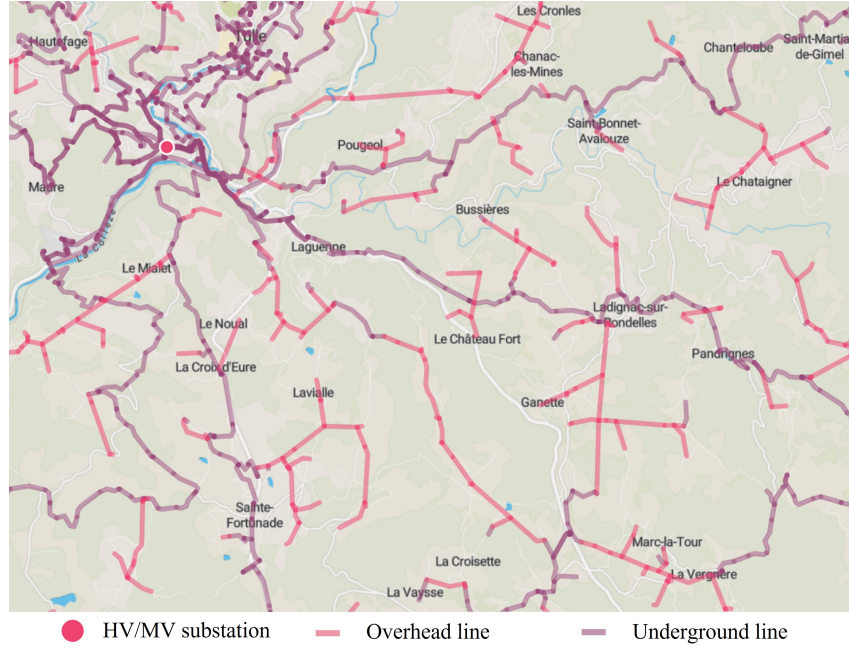 Les Cronles
Hautefage
Tulle
Chanteloube
Saint-Martia
de-Gimel
Chanac-
les-Mines
Saint-Bonnet-
Avalouze
Pougeol
Le Chataigner
Maure
Bussières
La Corrèze
Laguenne
Le Mialet
Ladignac-sur-
Rondelles
Le Noual
Le Château Fort
Pandrignes
La Croix d'Eure
Lavialle
Ganette
Sainte-
Fortunade
Marc-la-Tour
La Croisette
La Vergnère
La Vaysse
HV/MV substation
Overhead line
Underground line